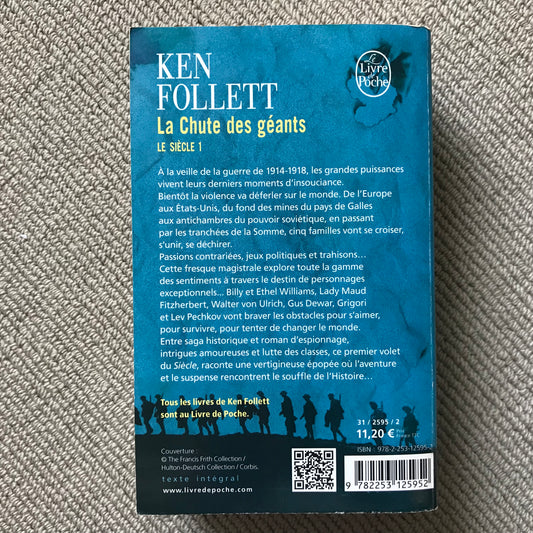 KEN
FOLLETT
Le
Livre
de
Poche
La Chute des géants
LE SIÈCLE 1
À la veille de la guerre de 1914-1918, les grandes puissances
vivent leurs derniers moments d'insouciance.
Bientôt la violence va déferler sur le monde. De l'Europe
aux États-Unis, du fond des mines du pays de Galles
aux antichambres du pouvoir soviétique, en passant
par les tranchées de la Somme, cinq familles vont se croiser,
s'unir, se déchirer.
Passions contrariées, jeux politiques et trahisons...
Cette fresque magistrale explore toute la gamme
des sentiments à travers le destin de personnages
exceptionnels... Billy et Ethel Williams, Lady Maud
Fitzherbert, Walter von Ulrich, Gus Dewar, Grigori
et Lev Pechkov vont braver les obstacles pour s'aimer,
pour survivre, pour tenter de changer le monde.
Entre saga historique et roman d'espionnage,
intrigues amoureuses et lutte des classes, ce premier volet
du Siècle, raconte une vertigineuse épopée où l'aventure
et le suspense rencontrent le souffle de l'Histoire...
Tous les livres de Ken Follett
sont au Livre de Poche.
31 / 2595 / 2
11,20 € Prix
France TTC
Couverture :
© The Francis Frith Collection /
Hulton-Deutsch Collection / Corbis.
texte intégral
www.livredepoche.com
ISBN : 978-2-253-12595-2
9 782253 125952